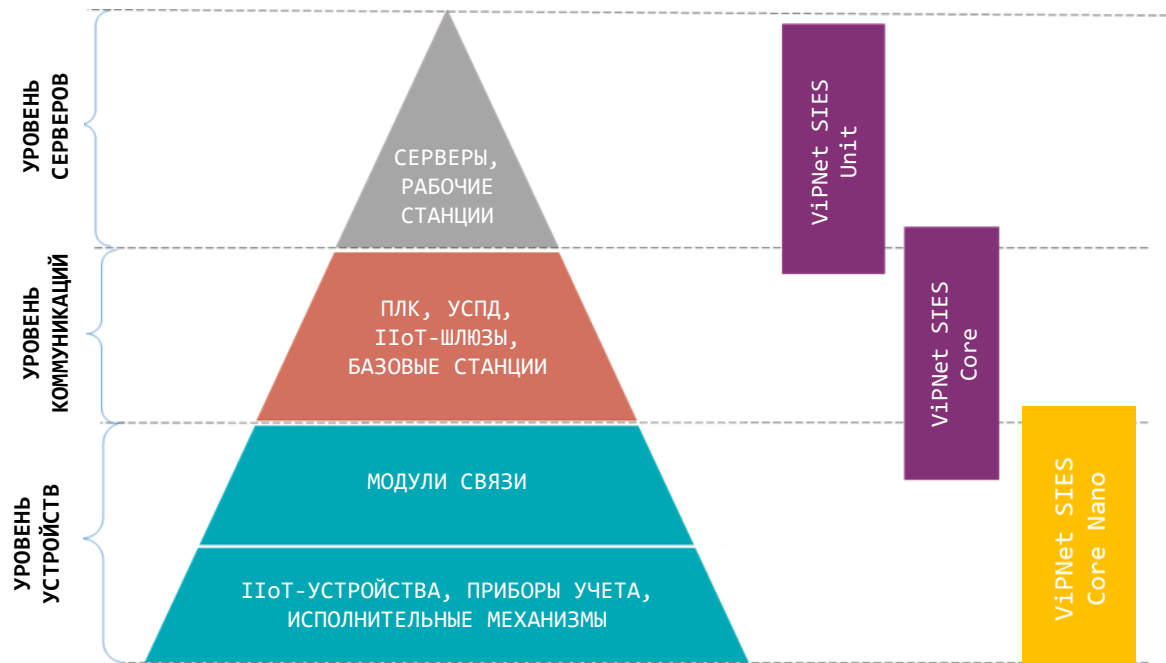 УРОВЕНЬ
СЕРВЕРОВ
СЕРВЕРЫ,
РАБОЧИЕ
СТАНЦИИ
ViPNet SIES
Unit
УРОВЕНЬ
КОММУНИКАЦИЙ
ПЛК, УСПД,
IIoT-ШЛЮЗЫ,
БАЗОВЫЕ СТАНЦИИ
ViPNet SIES
Core
УРОВЕНЬ
УСТРОЙСТВ
МОДУЛИ СВЯЗИ
IIoT-УСТРОЙСТВА, ПРИБОРЫ УЧЕТА,
ИСПОЛНИТЕЛЬНЫЕ МЕХАНИЗМЫ
ViPNet SIES
Core Nano